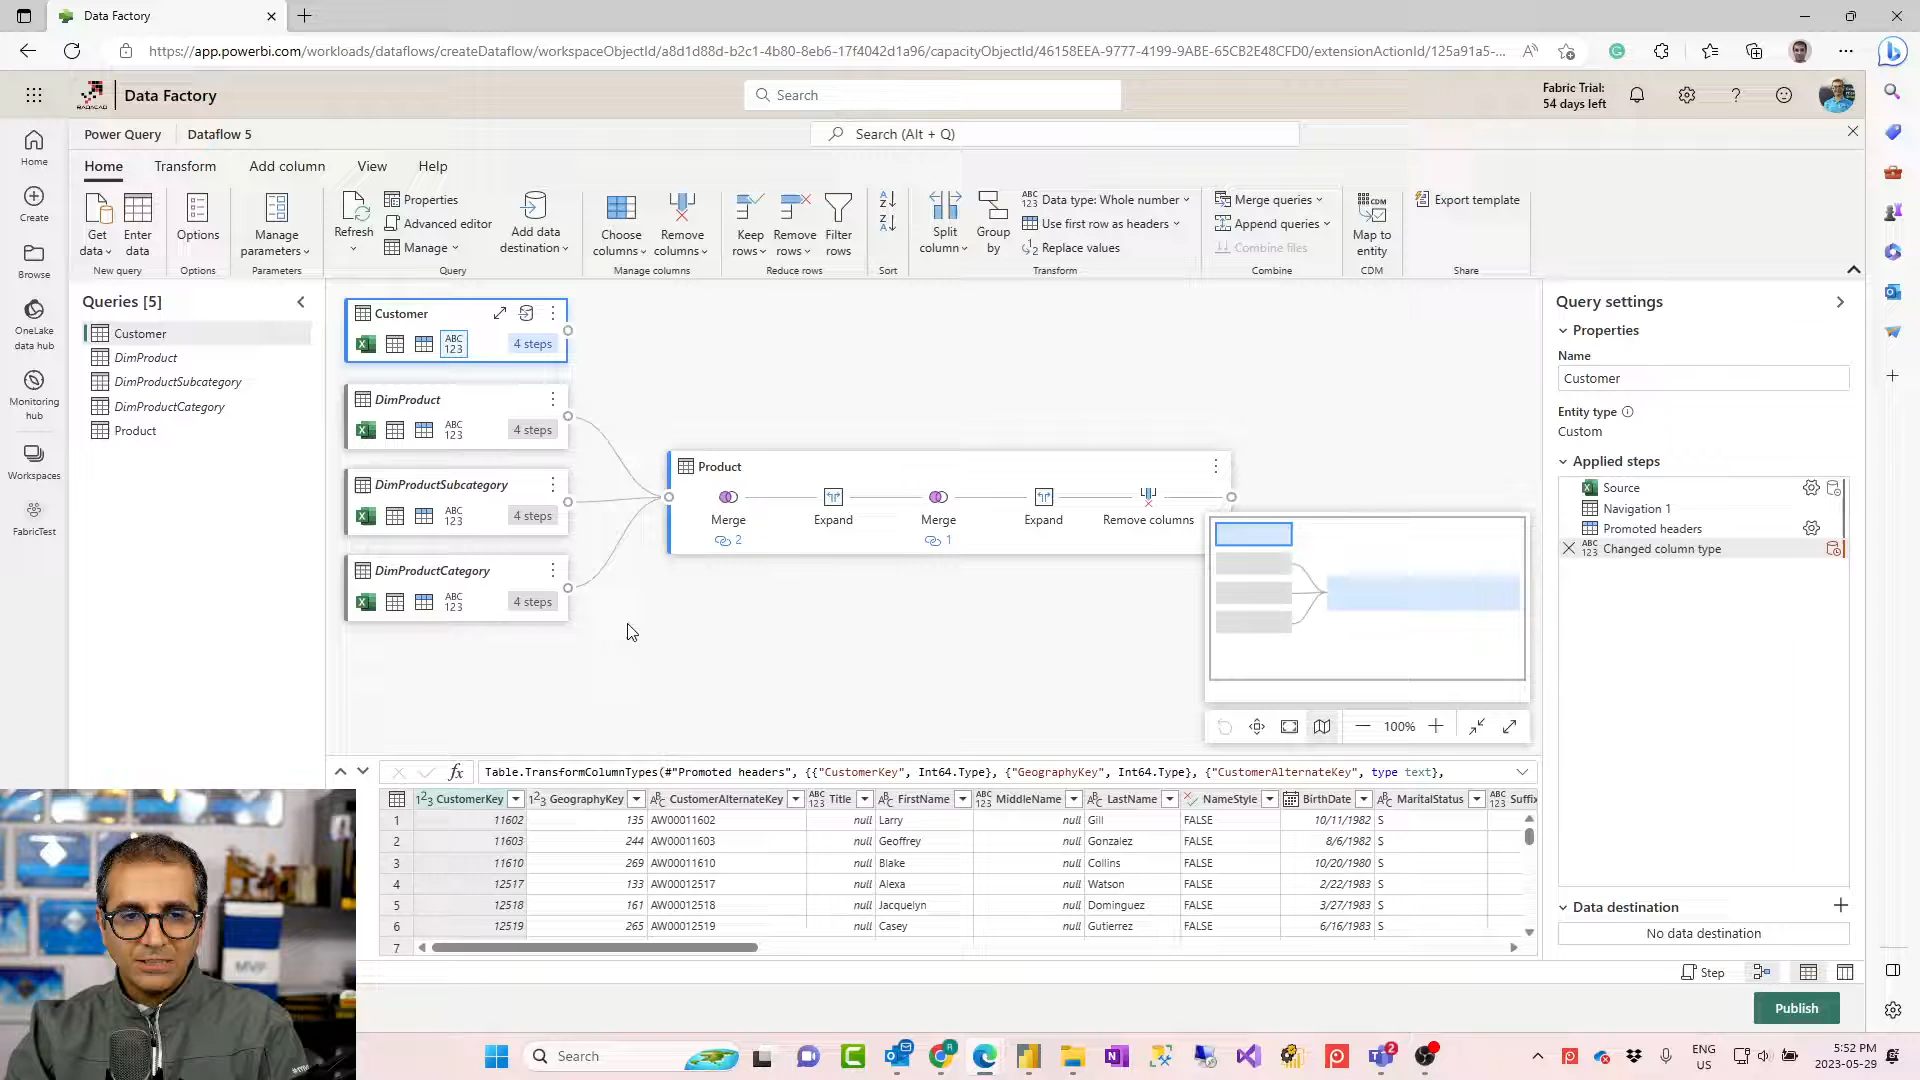 Data Factory
https://app.powerbi.com/workloads/dataflows/createDataflow/workspaceObjectId/a8d1d88d-b2c1-4b80-8eb6-17f4042d1a96/capacityObjectId/46158EEA-9777-4199-9ABE-65CB2E48CFD0/extensionActionId/125a91a5-...
RADACAD
Data Factory
Search
Fabric Trial:
54 days left
Power Query
Dataflow 5
Search (Alt + Q)
Home
Transform
Add column
View
Help
Get data
Enter data
New query
Options
Options
Manage parameters
Parameters
Refresh
Properties
Advanced editor
Manage
Query
Add data destination
Choose columns
Remove columns
Manage columns
Keep rows
Remove rows
Filter rows
Reduce rows
Sort
Split column
Group by
Data type: Whole number
Use first row as headers
Replace values
Transform
Merge queries
Append queries
Combine files
Combine
Map to entity
CDM
Export template
Share
Home
Create
Browse
OneLake data hub
Monitoring hub
Workspaces
FabricTest
Queries [5]
Customer
DimProduct
DimProductSubcategory
DimProductCategory
Product
Customer
ABC 123
4 steps
DimProduct
ABC 123
4 steps
DimProductSubcategory
ABC 123
4 steps
DimProductCategory
ABC 123
4 steps
Product
Merge
Expand
Merge
Expand
Remove columns
2
1
100%
Query settings
Properties
Name
Customer
Entity type
Custom
Applied steps
Source
Navigation 1
Promoted headers
Changed column type
Data destination
No data destination
fx
Table.TransformColumnTypes(#"Promoted headers", {{"CustomerKey", Int64.Type}, {"GeographyKey", Int64.Type}, {"CustomerAlternateKey", type text},
CustomerKey GeographyKey CustomerAlternateKey Title FirstName MiddleName LastName NameStyle BirthDate MaritalStatus Suffix
1 11602 135 AW00011602 null Larry null Gill FALSE 10/11/1982 S
2 11603 244 AW00011603 null Geoffrey null Gonzalez FALSE 8/6/1982 S
3 11610 269 AW00011610 null Blake null Collins FALSE 10/20/1980 S
4 12517 133 AW00012517 null Alexa null Watson FALSE 2/22/1983 S
5 12518 161 AW00012518 null Jacquelyn null Dominguez FALSE 3/27/1983 S
6 12519 265 AW00012519 null Casey null Gutierrez FALSE 6/16/1983 S
7
Step
Publish
MVP
Search
2
ENG
US
5:52 PM
2023-05-29